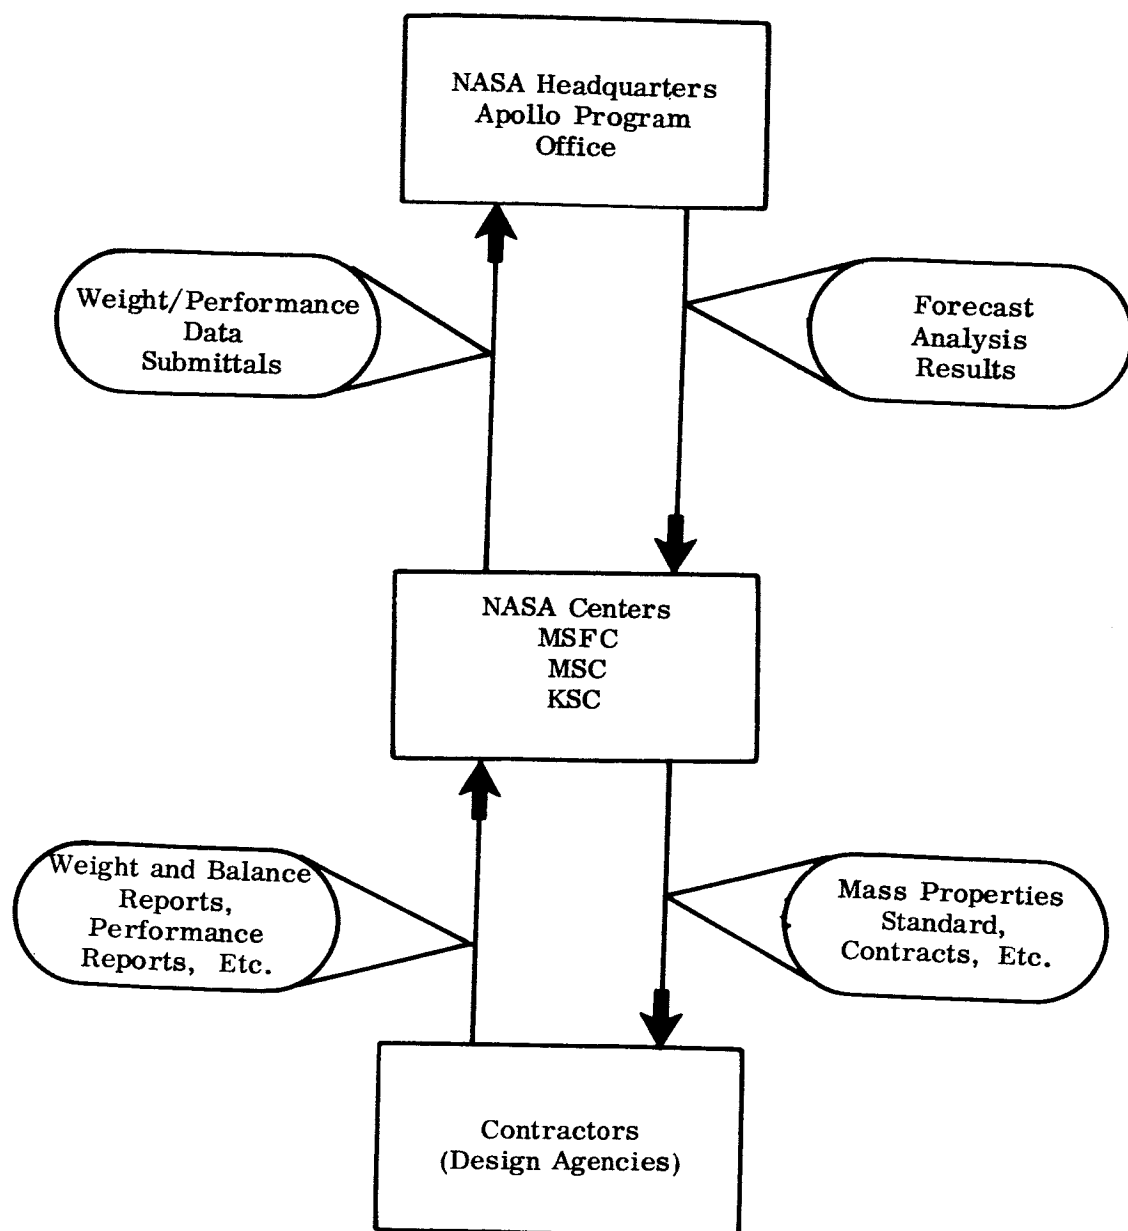 NASA Headquarters
Apollo Program
Office
Weight/Performance
Data
Submittals
Forecast
Analysis
Results
NASA Centers
MSFC
MSC
KSC
Weight and Balance
Reports,
Performance
Reports, Etc.
Mass Properties
Standard,
Contracts, Etc.
Contractors
(Design Agencies)